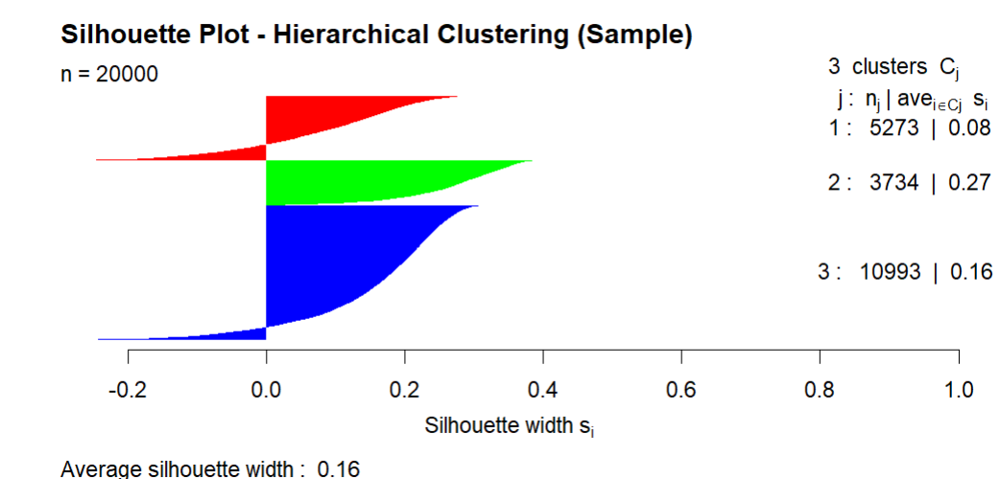 Silhouette Plot - Hierarchical Clustering (Sample)
n = 20000
3 clusters Cj
j : nj | avei∈Cj si
1 : 5273 | 0.08
2 : 3734 | 0.27
3 : 10993 | 0.16
-0.2 0.0 0.2 0.4 0.6 0.8 1.0
Silhouette width si
Average silhouette width : 0.16